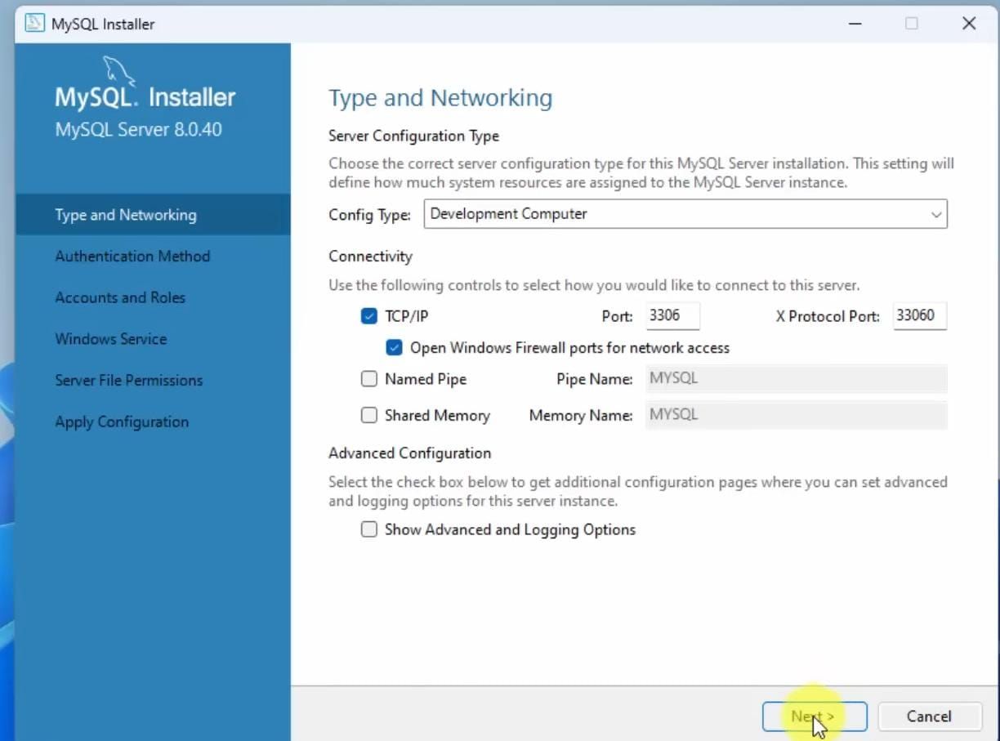 MySQL Installer
MySQL. Installer
MySQL Server 8.0.40
Type and Networking
Authentication Method
Accounts and Roles
Windows Service
Server File Permissions
Apply Configuration
Type and Networking
Server Configuration Type
Choose the correct server configuration type for this MySQL Server installation. This setting will
define how much system resources are assigned to the MySQL Server instance.
Config Type: Development Computer
Connectivity
Use the following controls to select how you would like to connect to this server.
TCP/IP Port: 3306 X Protocol Port: 33060
Open Windows Firewall ports for network access
Named Pipe Pipe Name: MYSQL
Shared Memory Memory Name: MYSQL
Advanced Configuration
Select the check box below to get additional configuration pages where you can set advanced
and logging options for this server instance.
Show Advanced and Logging Options
Next > Cancel